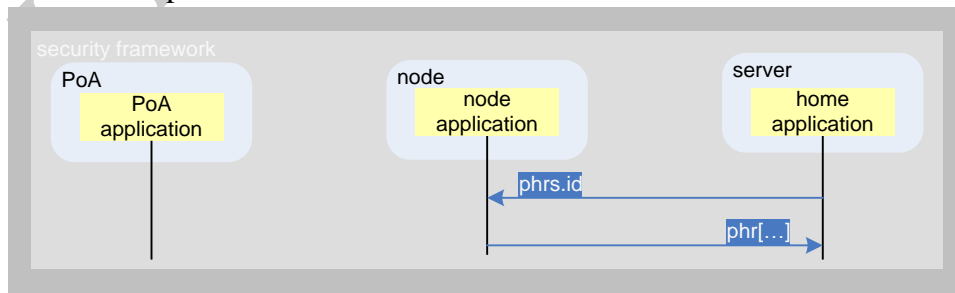 security framework
PoA
PoA
application
node
node
application
server
home
application
phrs.id
phr[…]